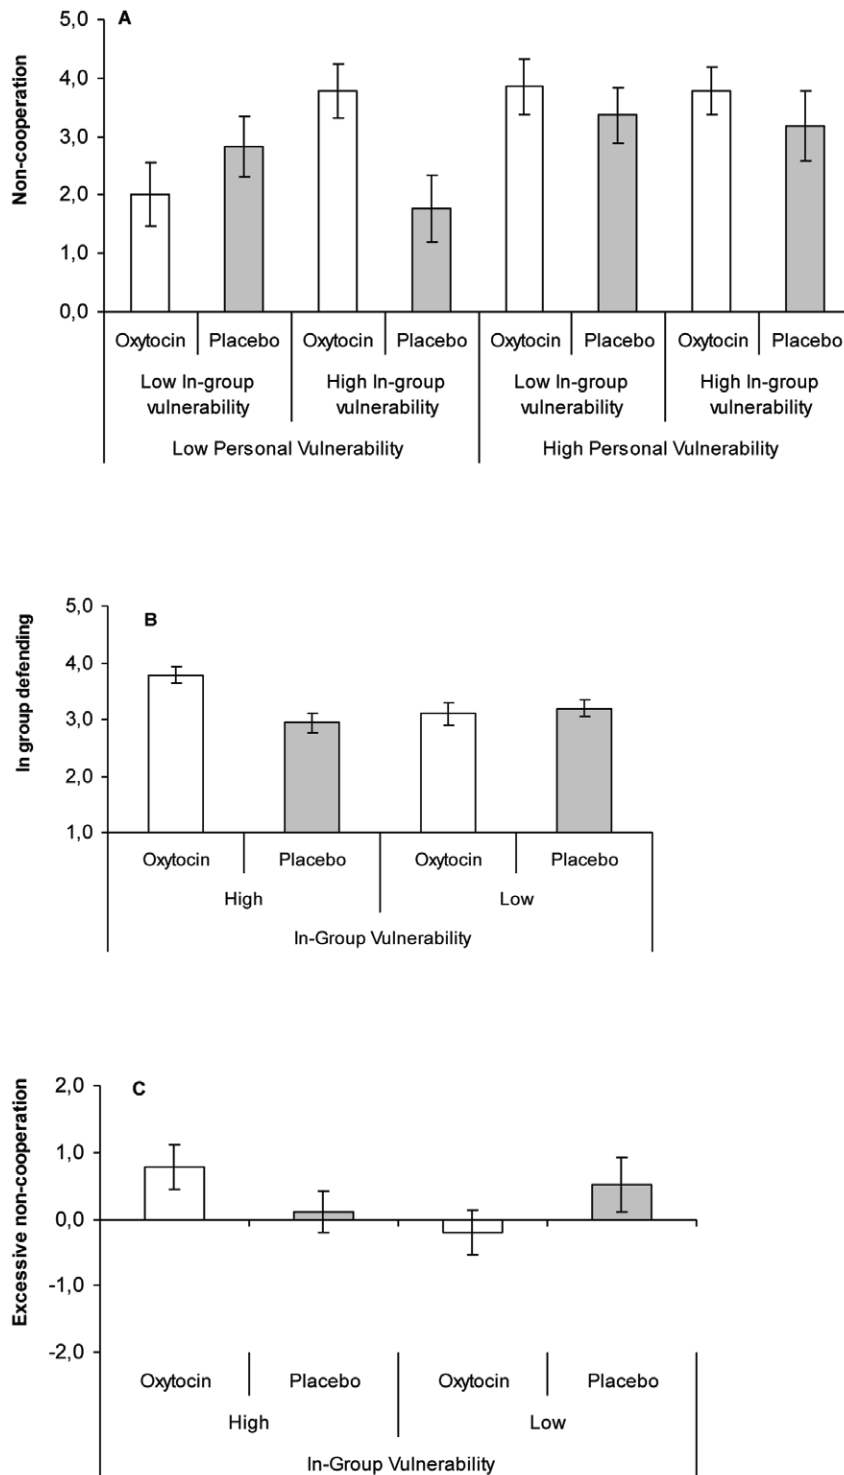 A
Non-cooperation
5,0
4,0
3,0
2,0
1,0
0,0
Oxytocin Placebo Oxytocin Placebo Oxytocin Placebo Oxytocin Placebo
Low In-group vulnerability High In-group vulnerability Low In-group vulnerability High In-group vulnerability
Low Personal Vulnerability High Personal Vulnerability
B
In group defending
5,0
4,0
3,0
2,0
1,0
Oxytocin Placebo Oxytocin Placebo
High Low
In-Group Vulnerability
C
Excessive non-cooperation
2,0
1,0
0,0
-1,0
-2,0
Oxytocin Placebo Oxytocin Placebo
High Low
In-Group Vulnerability